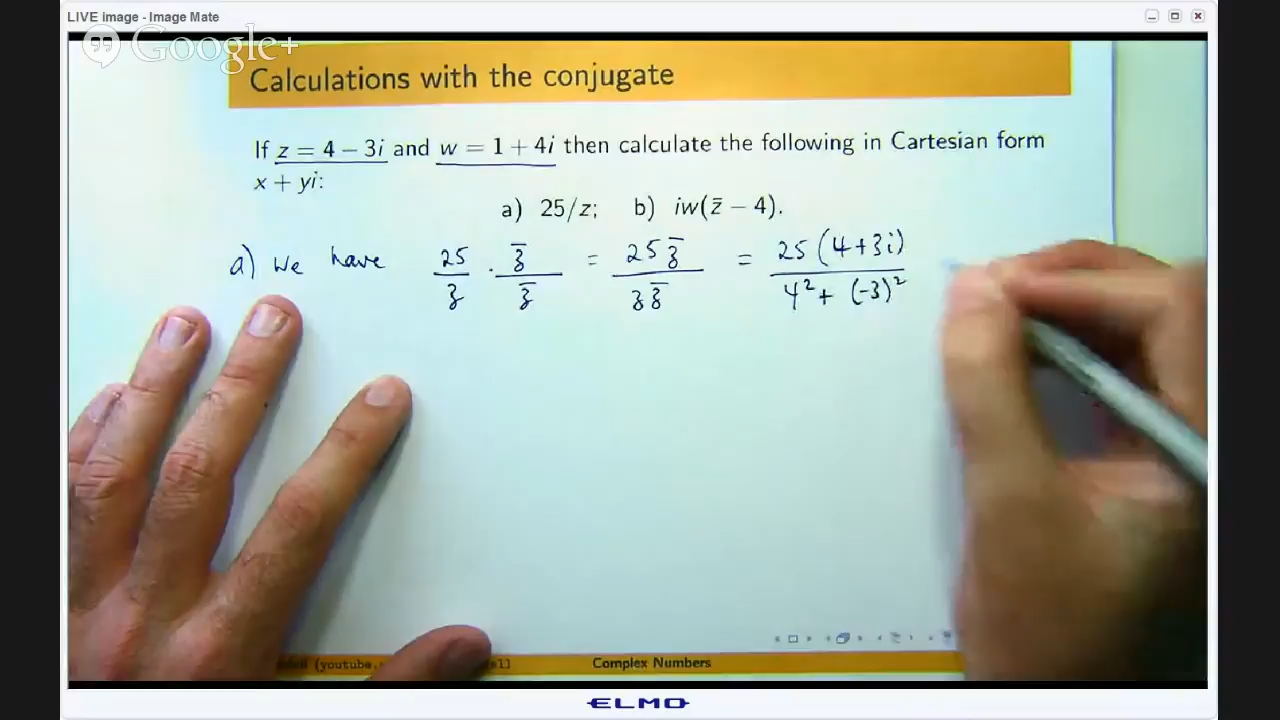 LIVE image - Image Mate
Google+
Calculations with the conjugate
If z = 4 − 3i and w = 1 + 4i then calculate the following in Cartesian form
x + yi:
a) 25/z; b) iw(z̄ − 4).
a) We have 25/z · z̄/z̄ = 25z̄/zz̄ = 25(4+3i)/4² + (-3)²
(youtube.
Complex Numbers
ELMO